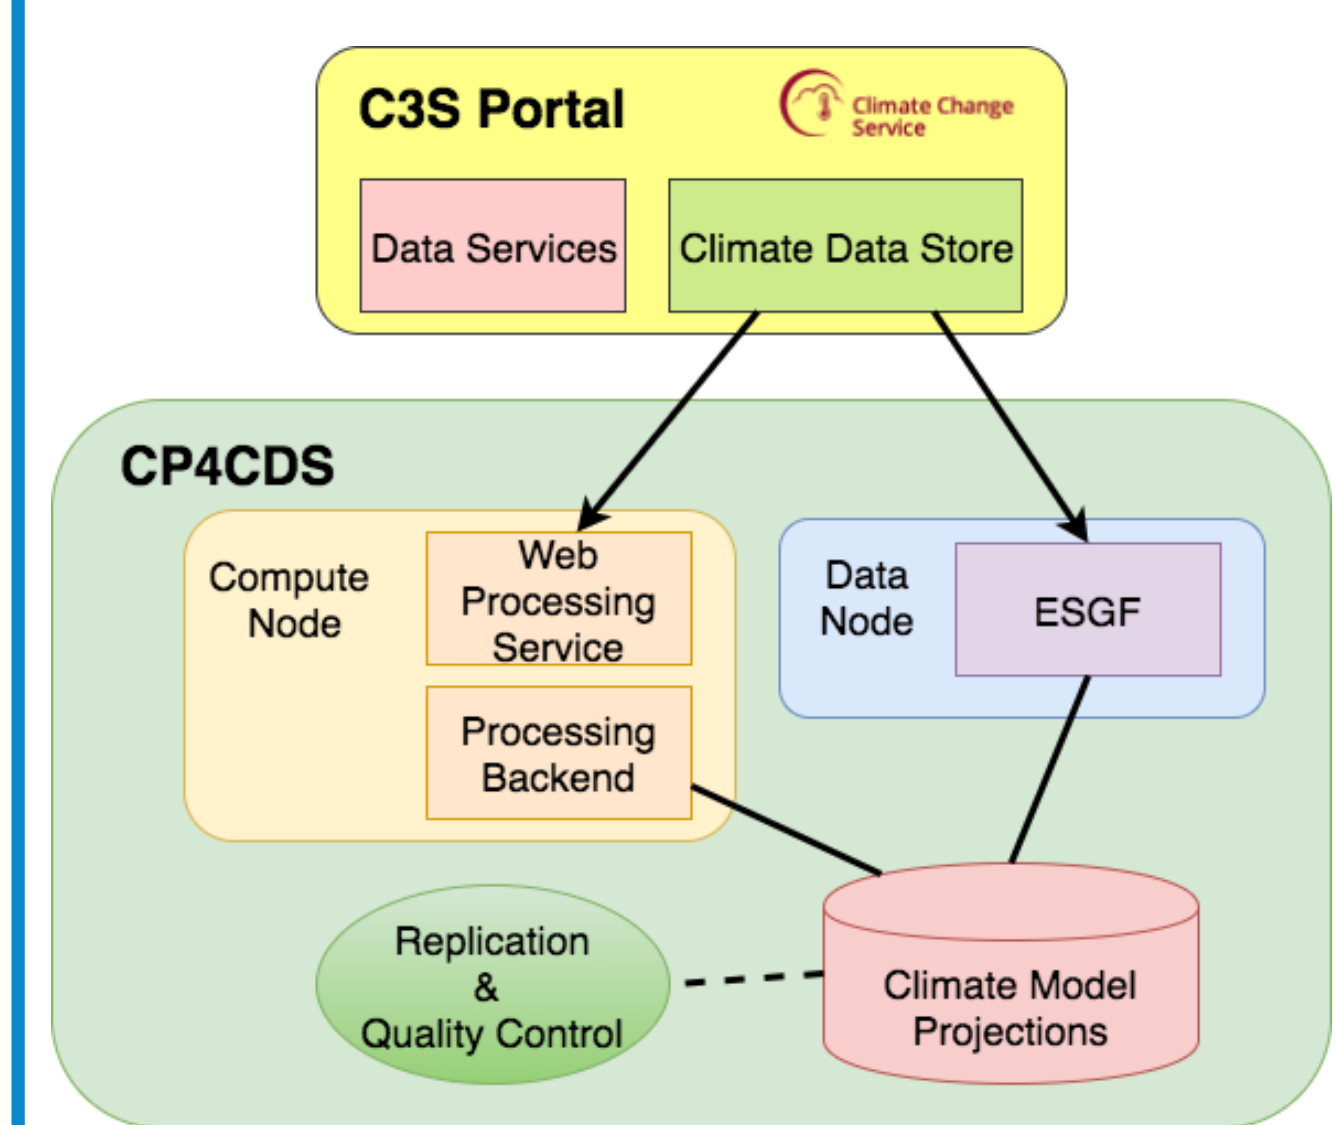 C3S Portal
Climate Change
Service
Data Services
Climate Data Store
CP4CDS
Compute
Node
Web
Processing
Service
Processing
Backend
Data
Node
ESGF
Replication
&
Quality Control
Climate Model
Projections